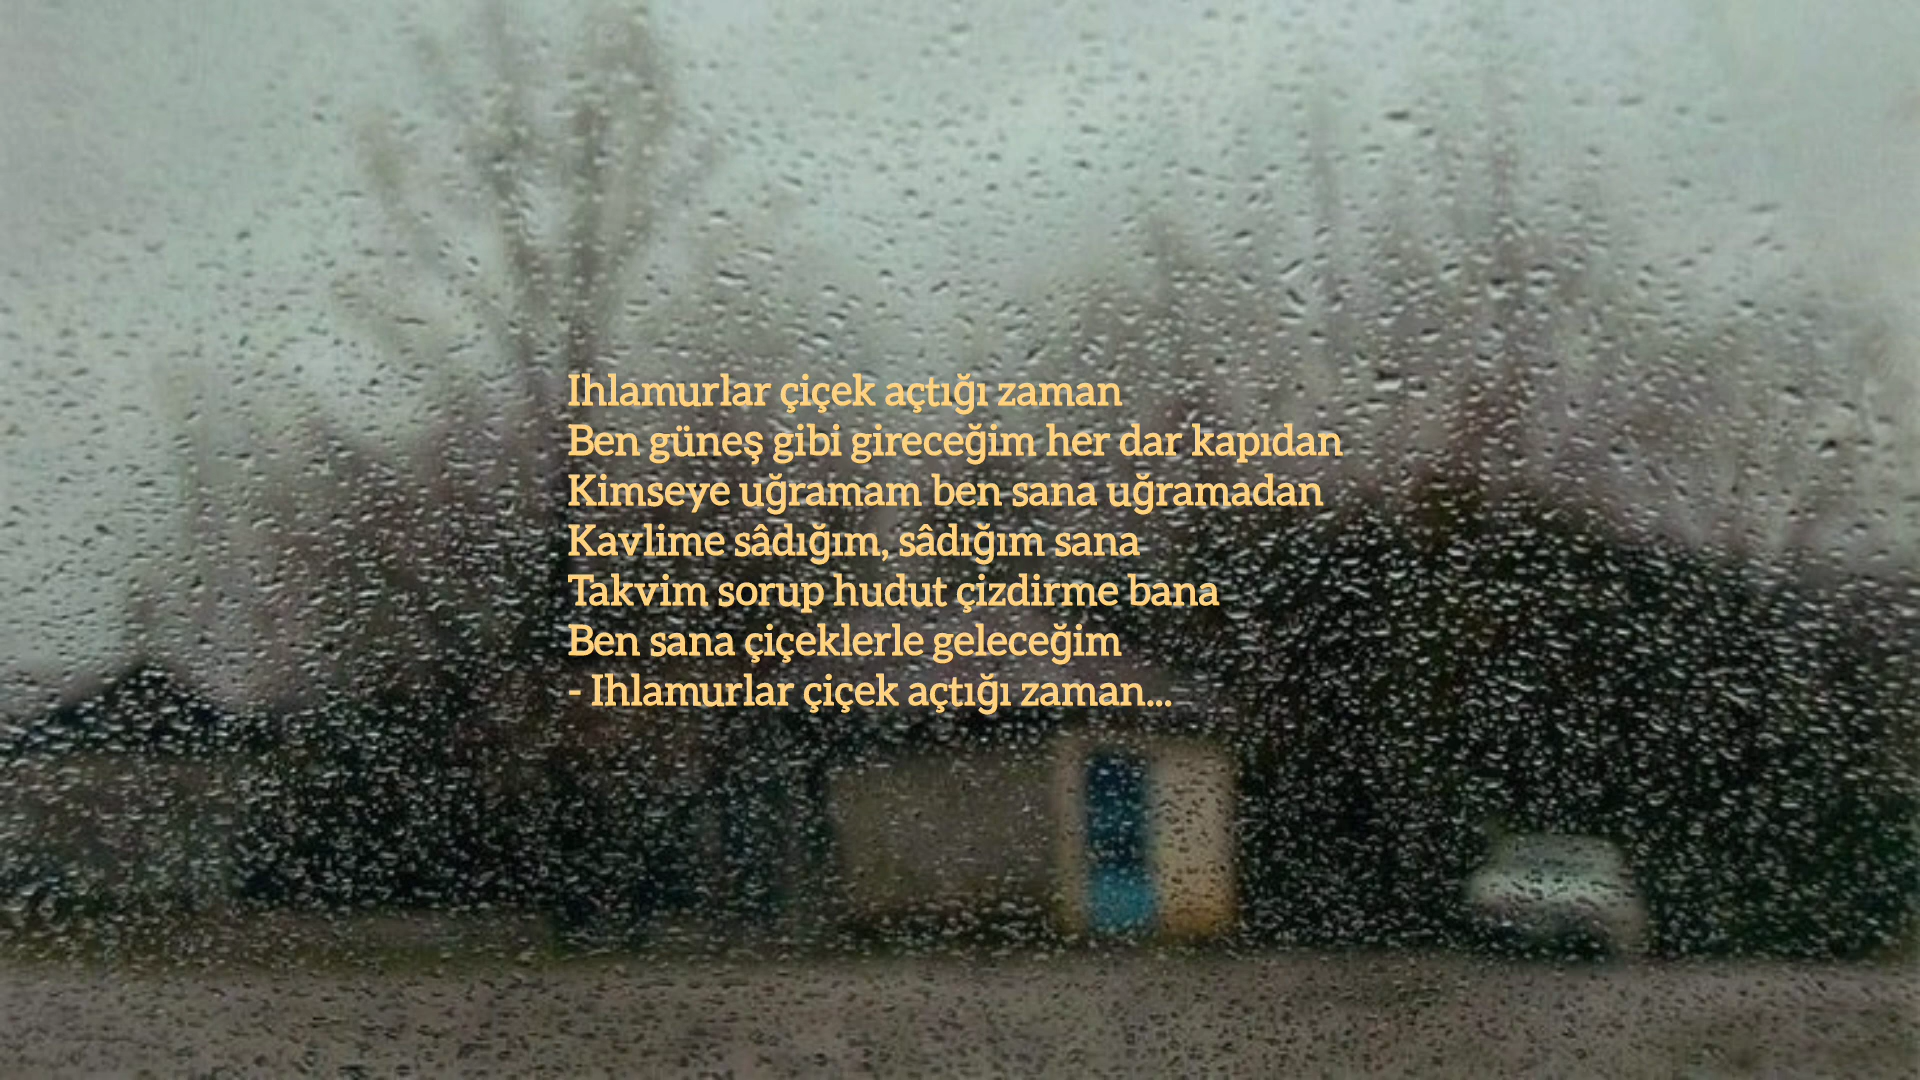 Ihlamurlar çiçek açtığı zaman
Ben güneş gibi gireceğim her dar kapıdan
Kimseye uğramam ben sana uğramadan
Kavlime sâdığım, sâdığım sana
Takvim sorup hudut çizdirme bana
Ben sana çiçeklerle geleceğim
- Ihlamurlar çiçek açtığı zaman...